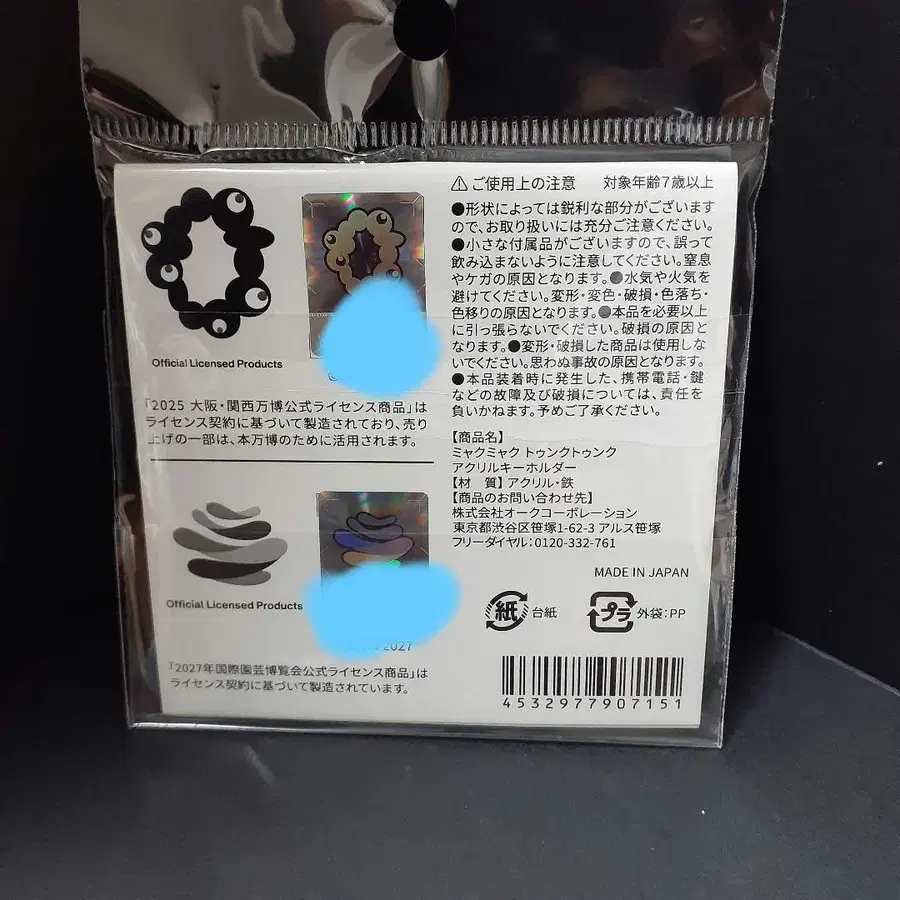 Official Licensed Products
「2025 大阪・関西万博公式ライセンス商品」は
ライセンス契約に基づいて製造されており、売り
上げの一部は、本万博のために活用されます。
Official Licensed Products
2027
「2027年国際園芸博覧会公式ライセンス商品」は
ライセンス契約に基づいて製造されています。
⚠ご使用上の注意 対象年齢7歳以上
●形状によっては鋭利な部分がございます
ので、お取り扱いには充分ご注意ください。
●小さな付属品がございますので、誤って
飲み込まないように注意してください。窒息
やケガの原因となります。●水気や火気を
避けてください。変形・変色・破損・色落ち・
色移りの原因となります。●本品を必要以上
に引っ張らないでください。破損の原因と
なります。●変形・破損した商品は使用しな
いでください。思わぬ事故の原因となります。
●本品装着時に発生した、携帯電話・鍵
などの故障及び破損については、責任を
負いかねます。予めご了承ください。
【商品名】
ミャクミャク トゥンクトゥンク
アクリルキーホルダー
【材 質】アクリル・鉄
【商品のお問い合わせ先】
株式会社オークコーポレーション
東京都渋谷区笹塚1-62-3 アルス笹塚
フリーダイヤル:0120-332-761
MADE IN JAPAN
紙 台紙 プラ 外袋:PP
4532977907151